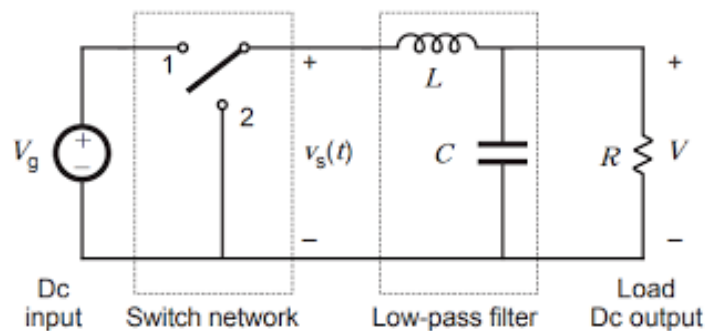 1
2
+
−
V_g
+
−
v_s(t)
L
C
R
+
V
−
Dc input
Switch network
Low-pass filter
Load
Dc output